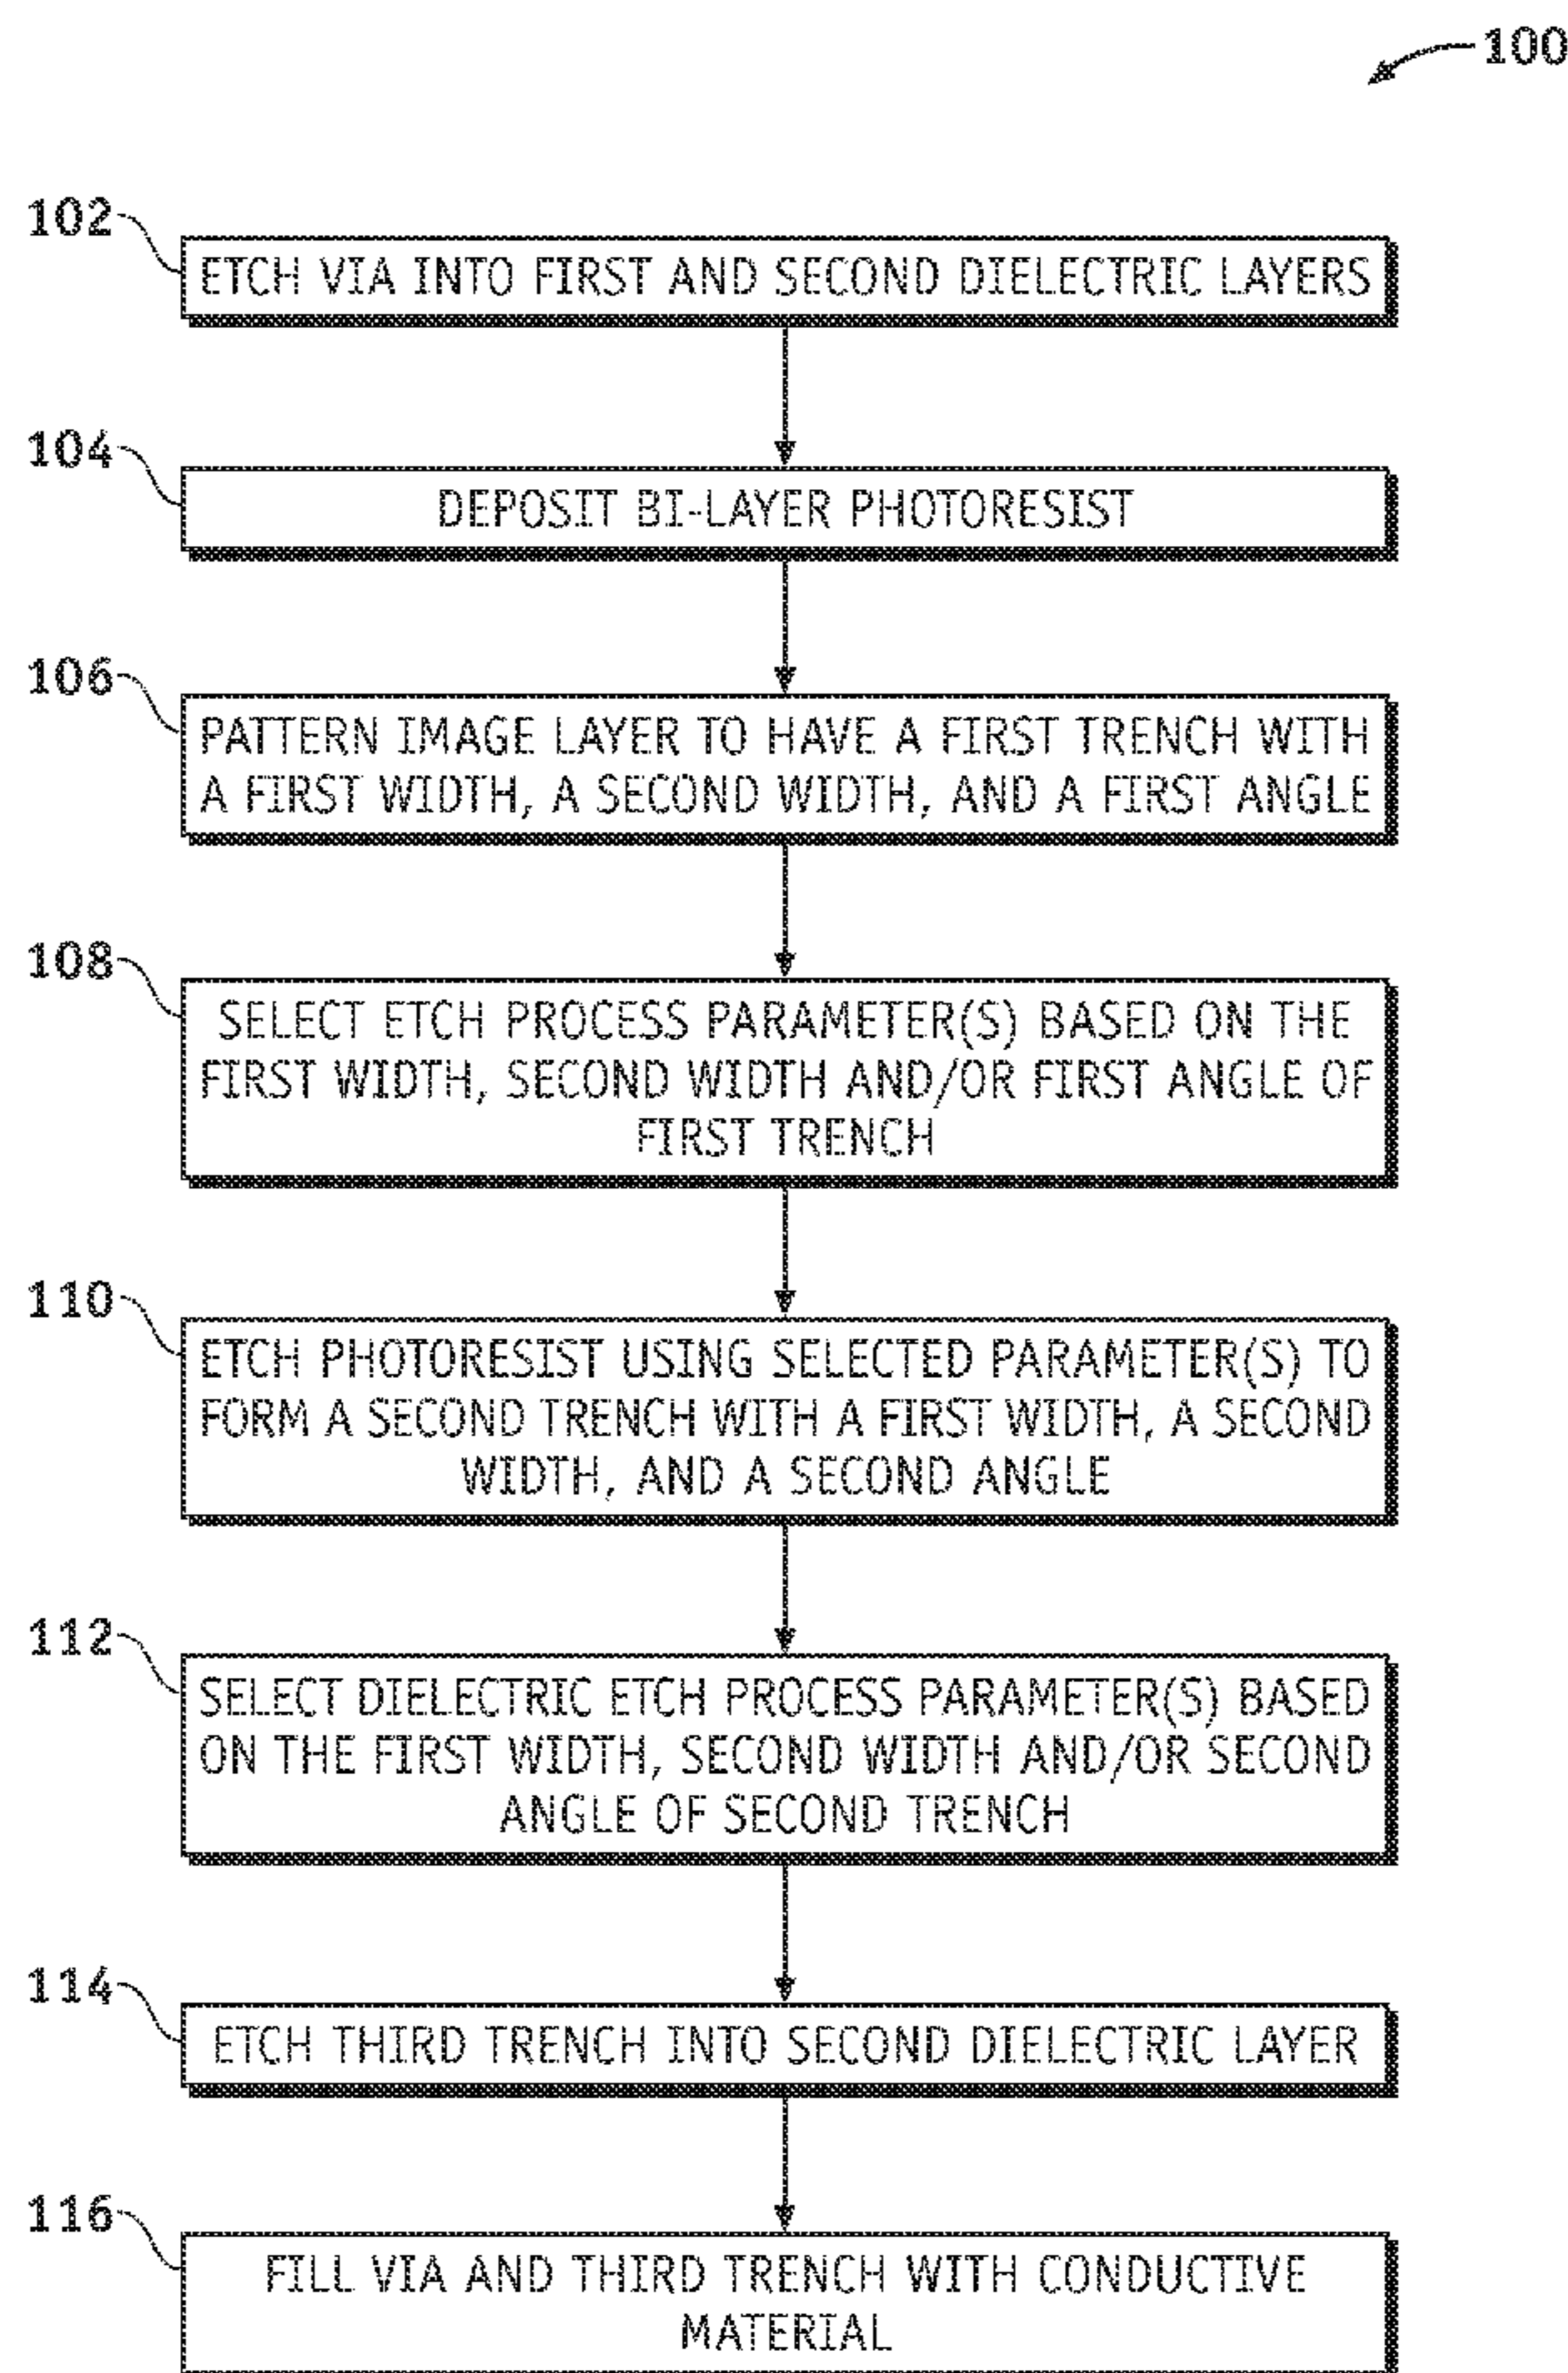 100
102
ETCH VIA INTO FIRST AND SECOND DIELECTRIC LAYERS
104
DEPOSIT BI-LAYER PHOTORESIST
106
PATTERN IMAGE LAYER TO HAVE A FIRST TRENCH WITH
A FIRST WIDTH, A SECOND WIDTH, AND A FIRST ANGLE
108
SELECT ETCH PROCESS PARAMETER(S) BASED ON THE
FIRST WIDTH, SECOND WIDTH AND/OR FIRST ANGLE OF
FIRST TRENCH
110
ETCH PHOTORESIST USING SELECTED PARAMETER(S) TO
FORM A SECOND TRENCH WITH A FIRST WIDTH, A SECOND
WIDTH, AND A SECOND ANGLE
112
SELECT DIELECTRIC ETCH PROCESS PARAMETER(S) BASED
ON THE FIRST WIDTH, SECOND WIDTH AND/OR SECOND
ANGLE OF SECOND TRENCH
114
ETCH THIRD TRENCH INTO SECOND DIELECTRIC LAYER
116
FILL VIA AND THIRD TRENCH WITH CONDUCTIVE
MATERIAL